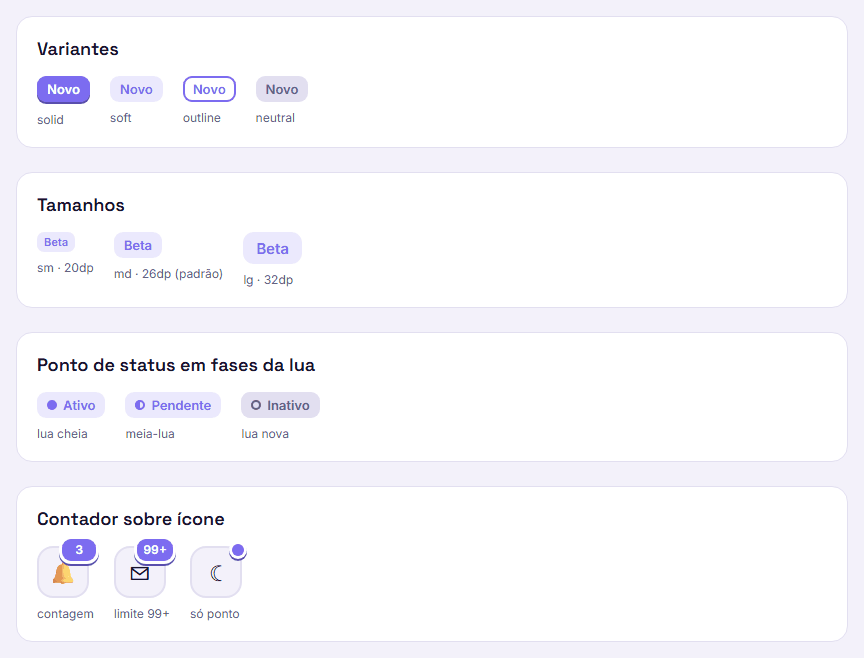 Variantes
Novo Novo Novo Novo
solid soft outline neutral
Tamanhos
Beta Beta Beta
sm · 20dp md · 26dp (padrão) lg · 32dp
Ponto de status em fases da lua
Ativo Pendente Inativo
lua cheia meia-lua lua nova
Contador sobre ícone
3 99+
contagem limite 99+ só ponto